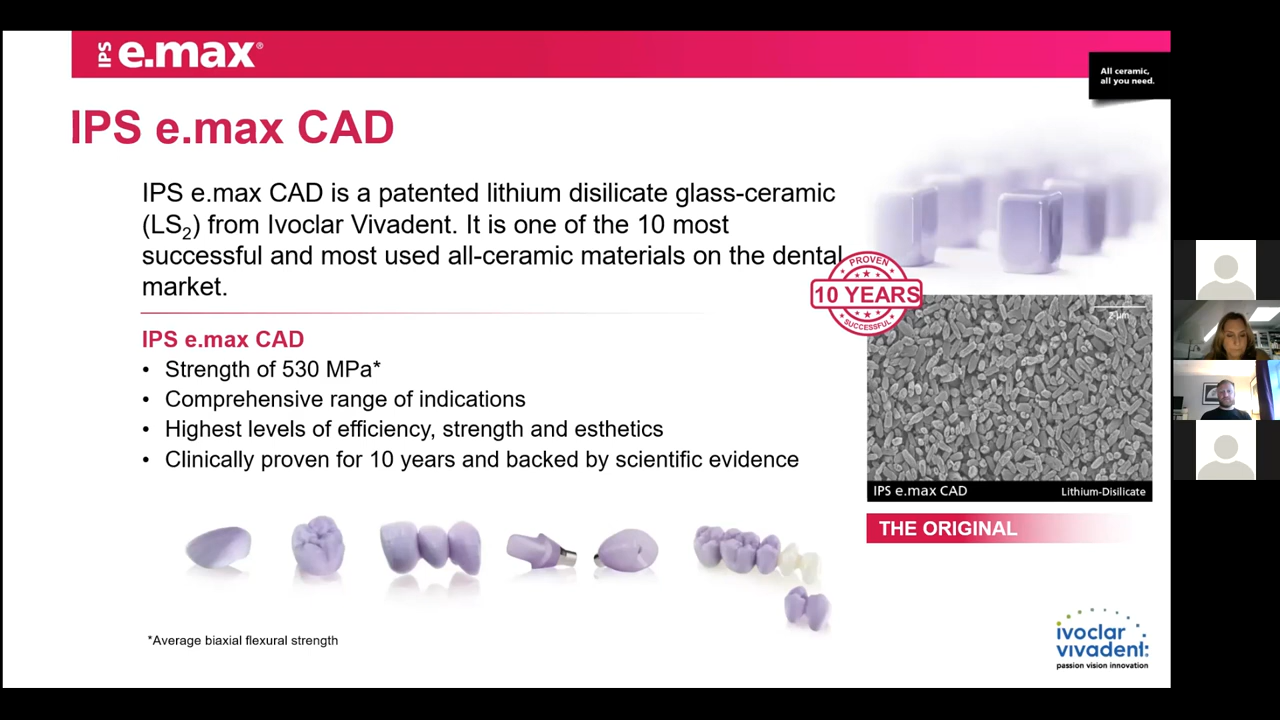 IPS e.max®
All ceramic,
all you need.
IPS e.max CAD
IPS e.max CAD is a patented lithium disilicate glass-ceramic
(LS₂) from Ivoclar Vivadent. It is one of the 10 most
successful and most used all-ceramic materials on the dental
market.
PROVEN
10 YEARS
SUCCESSFUL
2 µm
IPS e.max CAD
• Strength of 530 MPa*
• Comprehensive range of indications
• Highest levels of efficiency, strength and esthetics
• Clinically proven for 10 years and backed by scientific evidence
IPS e.max CAD Lithium-Disilicate
THE ORIGINAL
*Average biaxial flexural strength
ivoclar
vivadent:
passion vision innovation